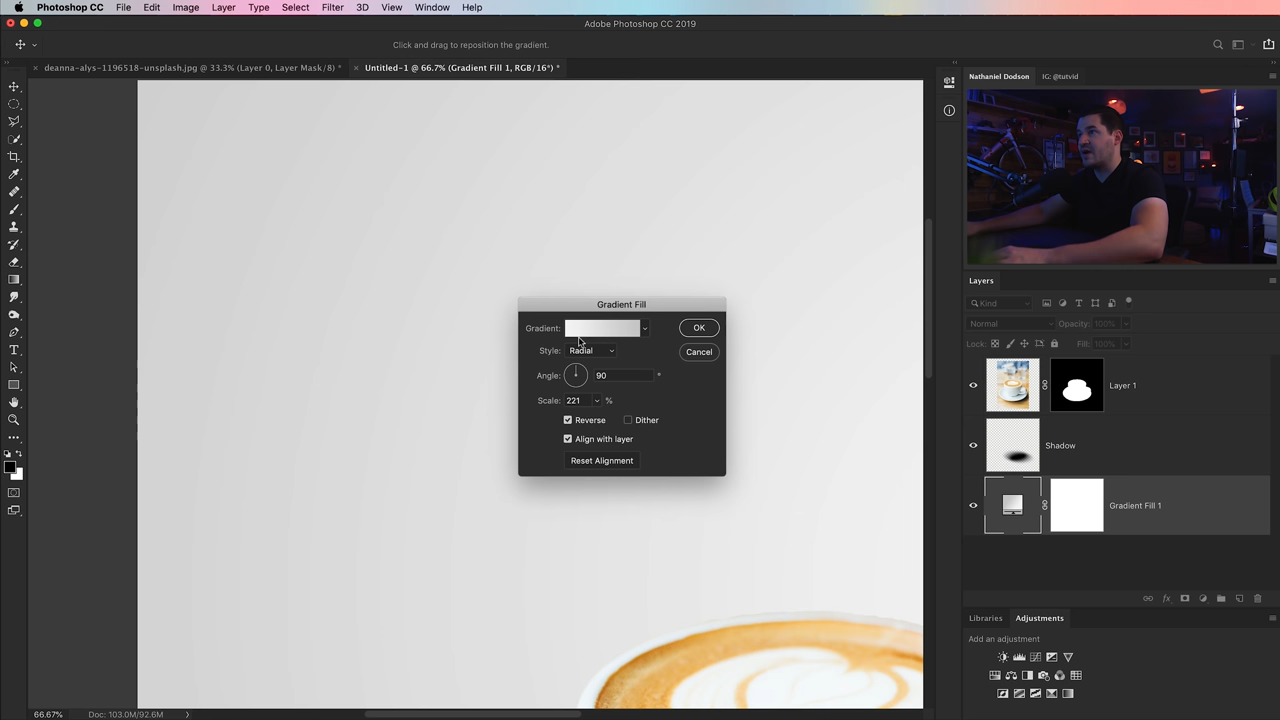 Photoshop CC File Edit Image Layer Type Select Filter 3D View Window Help
Adobe Photoshop CC 2019
Click and drag to reposition the gradient.
× deanna-alys-1196518-unsplash.jpg @ 33.3% (Layer 0, Layer Mask/8) * × Untitled-1 @ 66.7% (Gradient Fill 1, RGB/16*) *
Nathaniel Dodson IG: @tutvid
Gradient Fill
Gradient:
OK
Style: Radial
Cancel
Angle: 90 °
Scale: 221 %
Reverse Dither
Align with layer
Reset Alignment
Layers
Kind
Normal Opacity: 100%
Lock: Fill: 100%
Layer 1
Shadow
Gradient Fill 1
Libraries Adjustments
Add an adjustment
66.67% Doc: 103.0M/92.6M